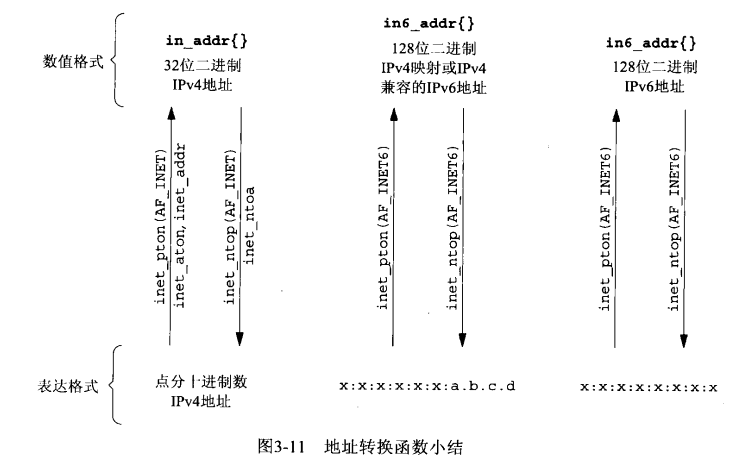 数值格式
in_addr{}
32位二进制
IPv4地址
in6_addr{}
128位二进制
IPv4映射或IPv4
兼容的IPv6地址
in6_addr{}
128位二进制
IPv6地址
inet_pton(AF_INET)
inet_aton,inet_addr
inet_ntop(AF_INET)
inet_ntoa
inet_pton(AF_INET6)
inet_ntop(AF_INET6)
inet_pton(AF_INET6)
inet_ntop(AF_INET6)
表达格式
点分十进制数
IPv4地址
x:x:x:x:x:x:a.b.c.d
x:x:x:x:x:x:x:x
图3-11 地址转换函数小结